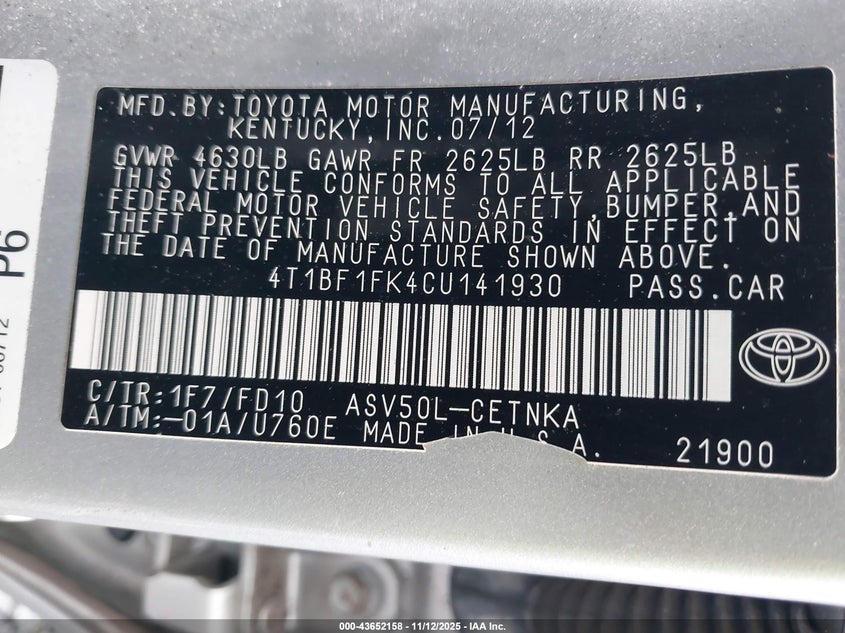 MFD.BY:TOYOTA MOTOR MANUFACTURING,
KENTUCKY,INC.07/12
GVWR 4630LB GAWR FR 2625LB RR 2625LB
THIS VEHICLE CONFORMS TO ALL APPLICABLE
FEDERAL MOTOR VEHICLE SAFETY,BUMPER,AND
THEFT PREVENTION STANDARDS IN EFFECT ON
THE DATE OF MANUFACTURE SHOWN ABOVE.
4T1BF1FK4CU141930 PASS.CAR
C/TR:1F7/FD10 ASV50L-CETNKA
A/TM:-01A/U760E MADE IN U.S.A. 21900
P6
000-43652158 - 11/12/2025 - IAA Inc.